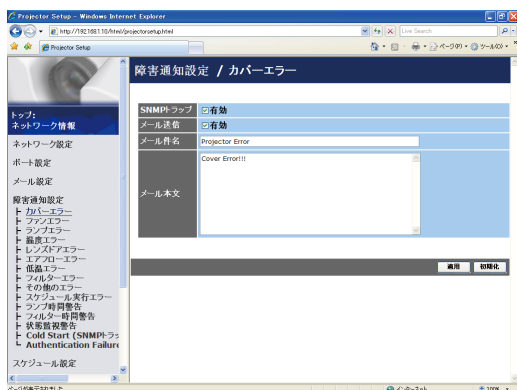 Projector Setup - Windows Internet Explorer
http://192.168.1.10/html/projectorsetup.html
Live Search
Projector Setup
ページ(P)
ツール(O)
障害通知設定 / カバーエラー
トップ:
ネットワーク情報
ネットワーク設定
ポート設定
メール設定
障害通知設定
カバーエラー
ファンエラー
ランプエラー
温度エラー
レンズドアエラー
エアフローエラー
低温エラー
フィルターエラー
その他のエラー
スケジュール実行エラー
ランプ時間警告
フィルター時間警告
状態監視警告
Cold Start (SNMPトラッ
Authentication Failure
スケジュール設定
SNMPトラップ 有効
メール送信 有効
メール件名 Projector Error
メール本文 Cover Error!!!
適用 初期化
ページが表示されました
インターネット
100%